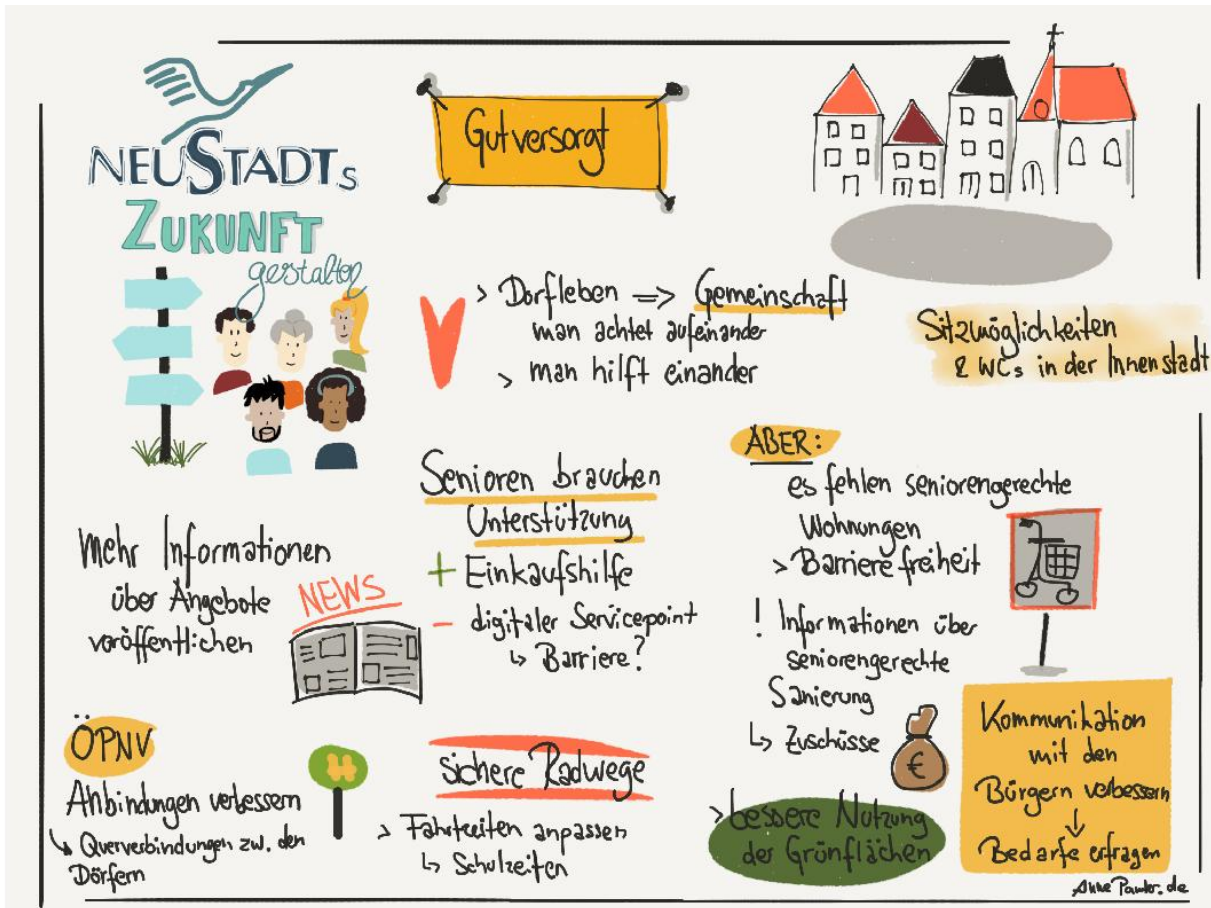 NEUSTADTs
ZUKUNFT
gestalten
Gut versorgt
> Dorfleben => Gemeinschaft
man achtet aufeinander
> man hilft einander
Sitzmöglichkeiten
& WCs in der Innenstadt
Mehr Informationen
über Angebote
veröffentlichen
NEWS
Senioren brauchen
Unterstützung
+ Einkaufshilfe
- digitaler Servicepoint
↳ Barriere?
ABER:
es fehlen seniorengerechte
Wohnungen
> Barrierefreiheit
! Informationen über
seniorengerechte
Sanierung
↳ Zuschüsse
€
ÖPNV
Anbindungen verbessern
↳ Querverbindungen zw. den
Dörfern
H
sichere Radwege
> Fahrtzeiten anpassen
↳ Schulzeiten
> bessere Nutzung
der Grünflächen
Kommunikation
mit den
Bürgern verbessern
↓
Bedarfe erfragen